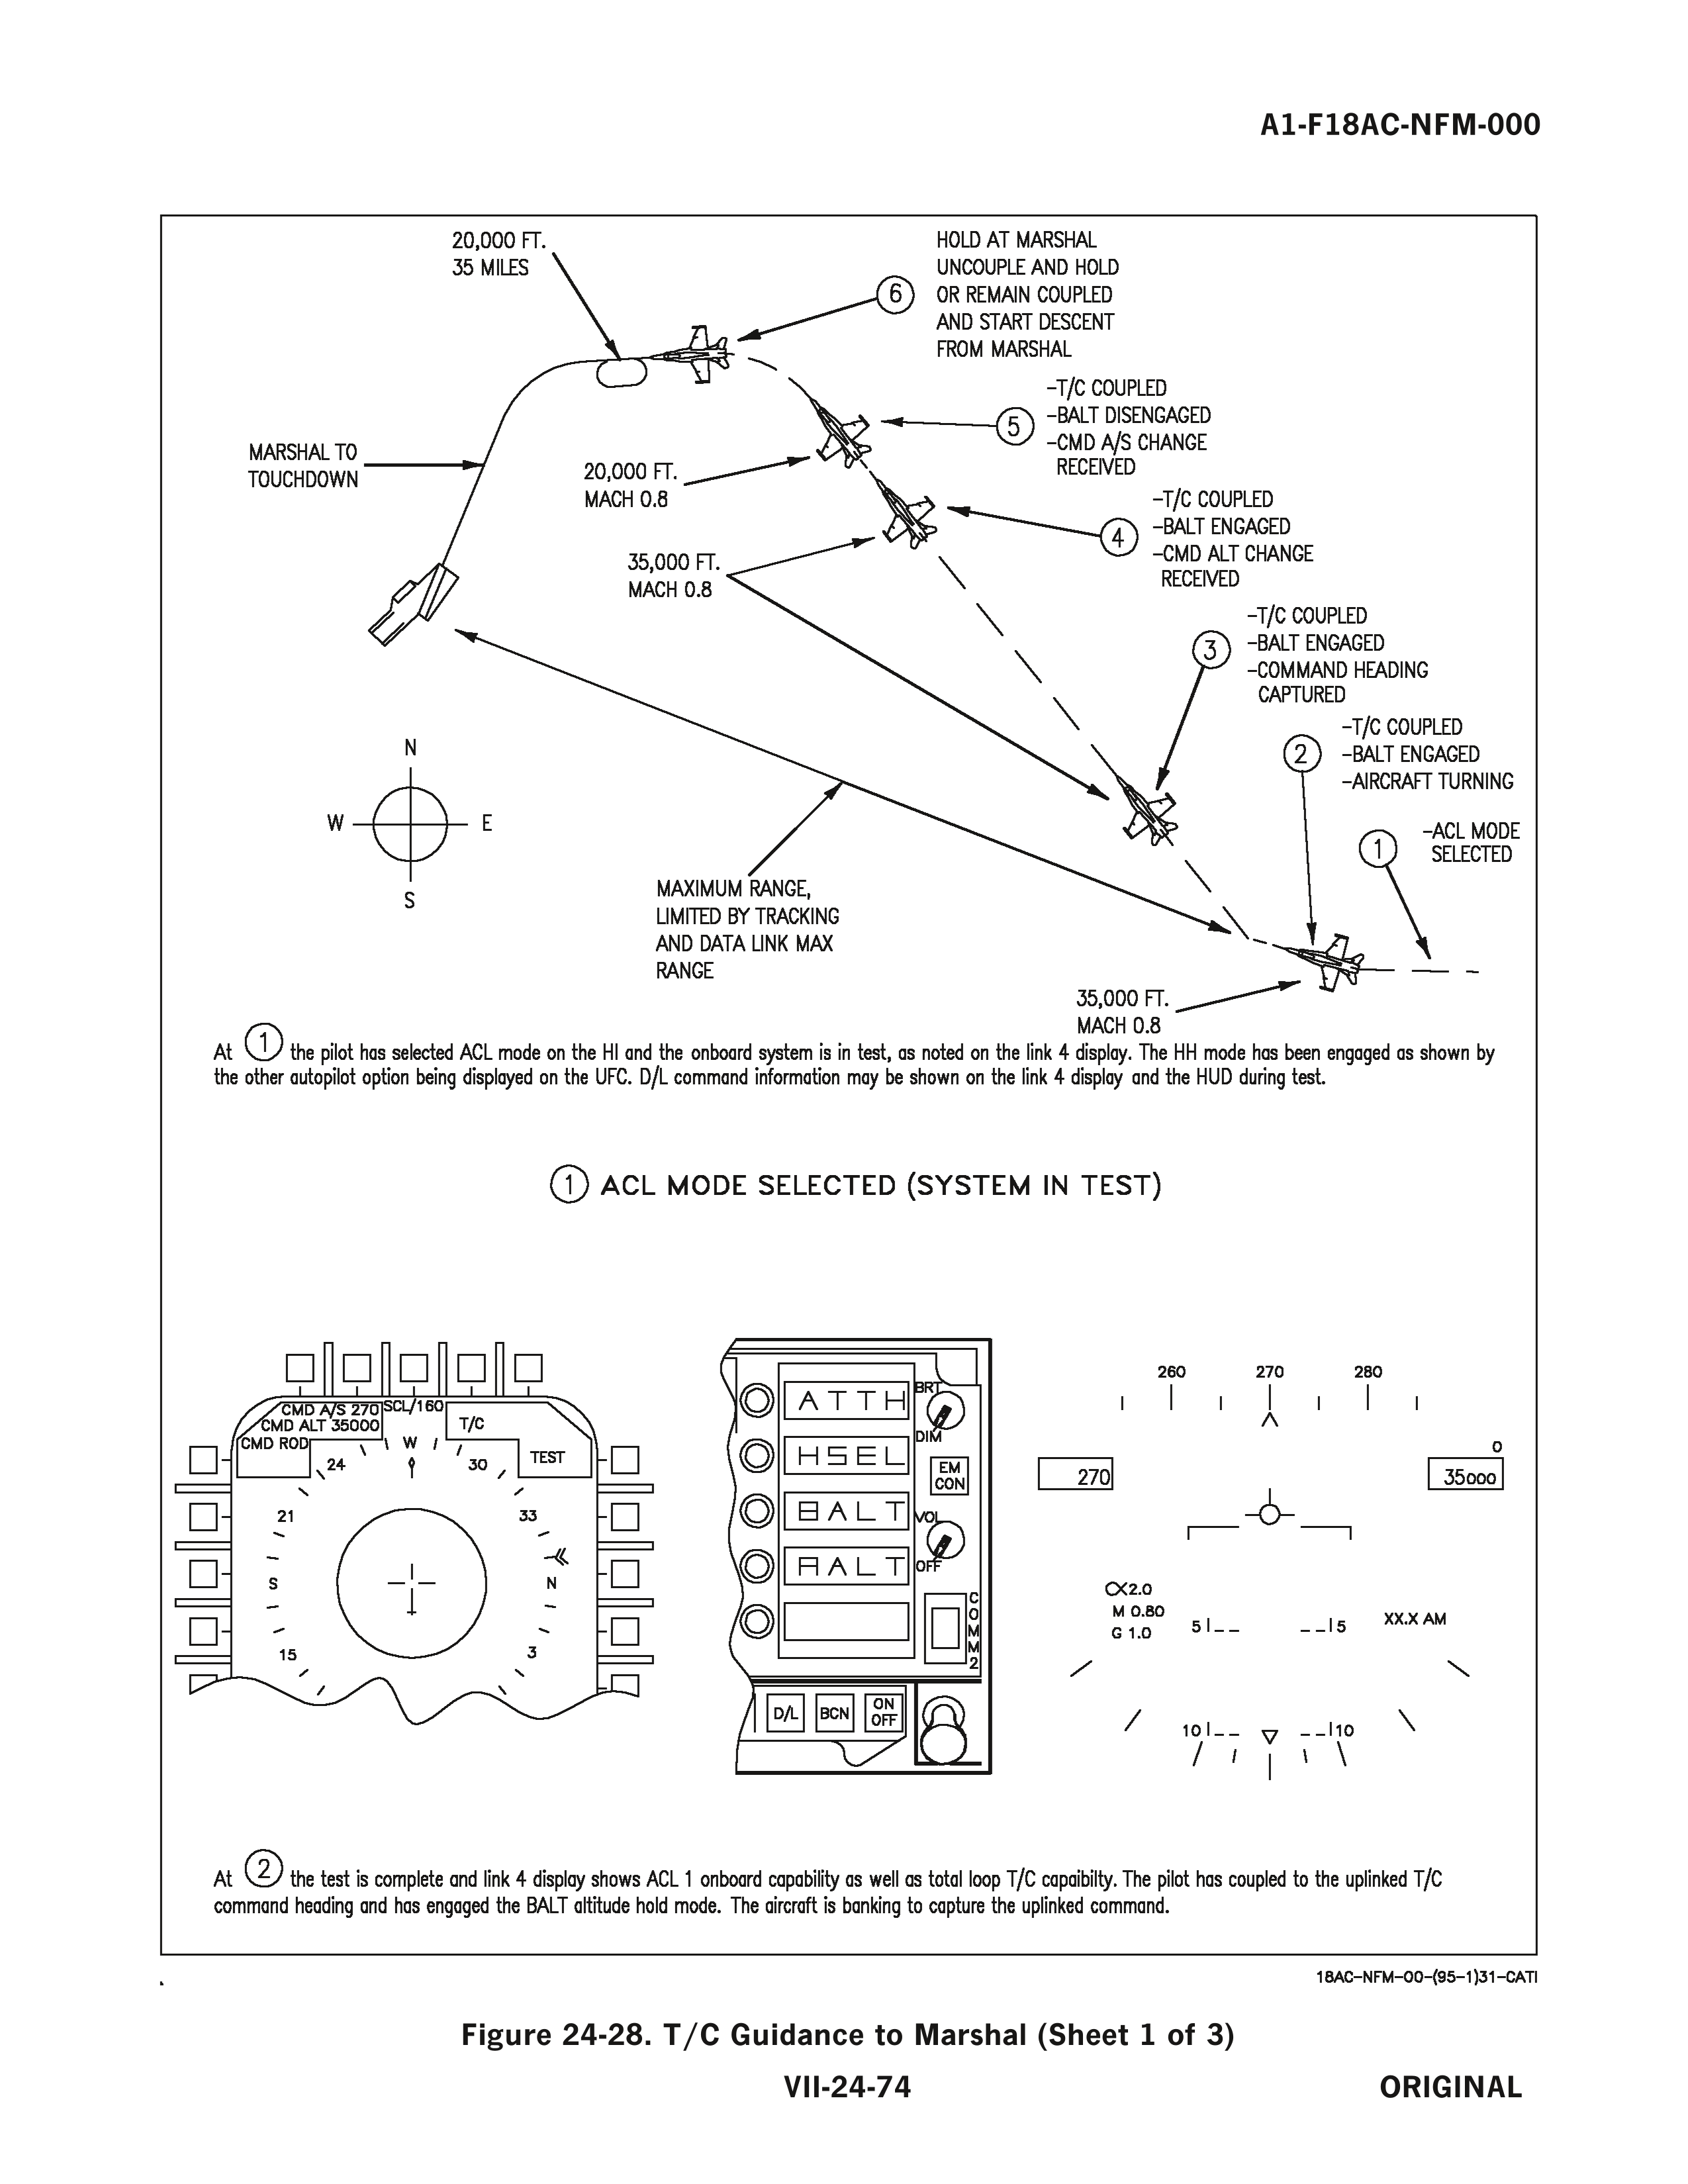 A1-F18AC-NFM-000
20,000 FT.
35 MILES
6
HOLD AT MARSHAL
UNCOUPLE AND HOLD
OR REMAIN COUPLED
AND START DESCENT
FROM MARSHAL
5
-T/C COUPLED
-BALT DISENGAGED
-CMD A/S CHANGE
RECEIVED
MARSHAL TO
TOUCHDOWN
20,000 FT.
MACH 0.8
4
-T/C COUPLED
-BALT ENGAGED
-CMD ALT CHANGE
RECEIVED
35,000 FT.
MACH 0.8
3
-T/C COUPLED
-BALT ENGAGED
-COMMAND HEADING
CAPTURED
2
-T/C COUPLED
-BALT ENGAGED
-AIRCRAFT TURNING
N
W E
S
1
-ACL MODE
SELECTED
MAXIMUM RANGE,
LIMITED BY TRACKING
AND DATA LINK MAX
RANGE
35,000 FT.
MACH 0.8
At 1 the pilot has selected ACL mode on the HI and the onboard system is in test, as noted on the link 4 display. The HH mode has been engaged as shown by
the other autopilot option being displayed on the UFC. D/L command information may be shown on the link 4 display and the HUD during test.
1 ACL MODE SELECTED (SYSTEM IN TEST)
CMD A/S 270 SCL/160
CMD ALT 35000 T/C
CMD ROD W TEST
24 30
21 33
S N
15 3
ATTH BRT
DIM
HSEL EM
CON
BALT VOL
RALT OFF
COMM2
D/L BCN ON
OFF
260 270 280
0
270 35000
α2.0
M 0.80
G 1.0
5 5 XX.X AM
10 10
At 2 the test is complete and link 4 display shows ACL 1 onboard capability as well as total loop T/C capaibilty. The pilot has coupled to the uplinked T/C
command heading and has engaged the BALT altitude hold mode. The aircraft is banking to capture the uplinked command.
18AC-NFM-00-(95-1)31-CATI
Figure 24-28. T/C Guidance to Marshal (Sheet 1 of 3)
VII-24-74 ORIGINAL